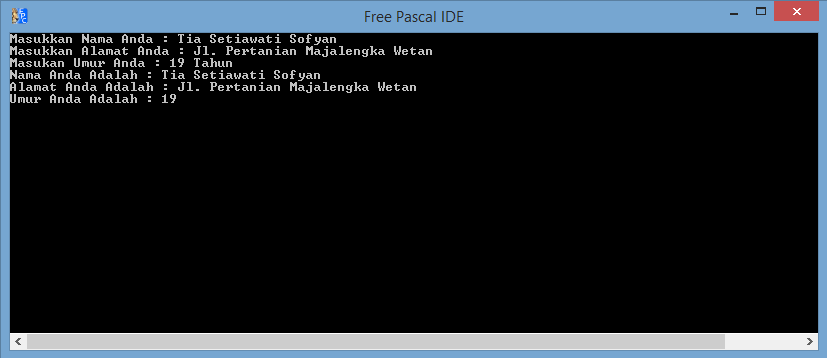 Free Pascal IDE
Masukkan Nama Anda : Tia Setiawati Sofyan
Masukkan Alamat Anda : Jl. Pertanian Majalengka Wetan
Masukan Umur Anda : 19 Tahun
Nama Anda Adalah : Tia Setiawati Sofyan
Alamat Anda Adalah : Jl. Pertanian Majalengka Wetan
Umur Anda Adalah : 19